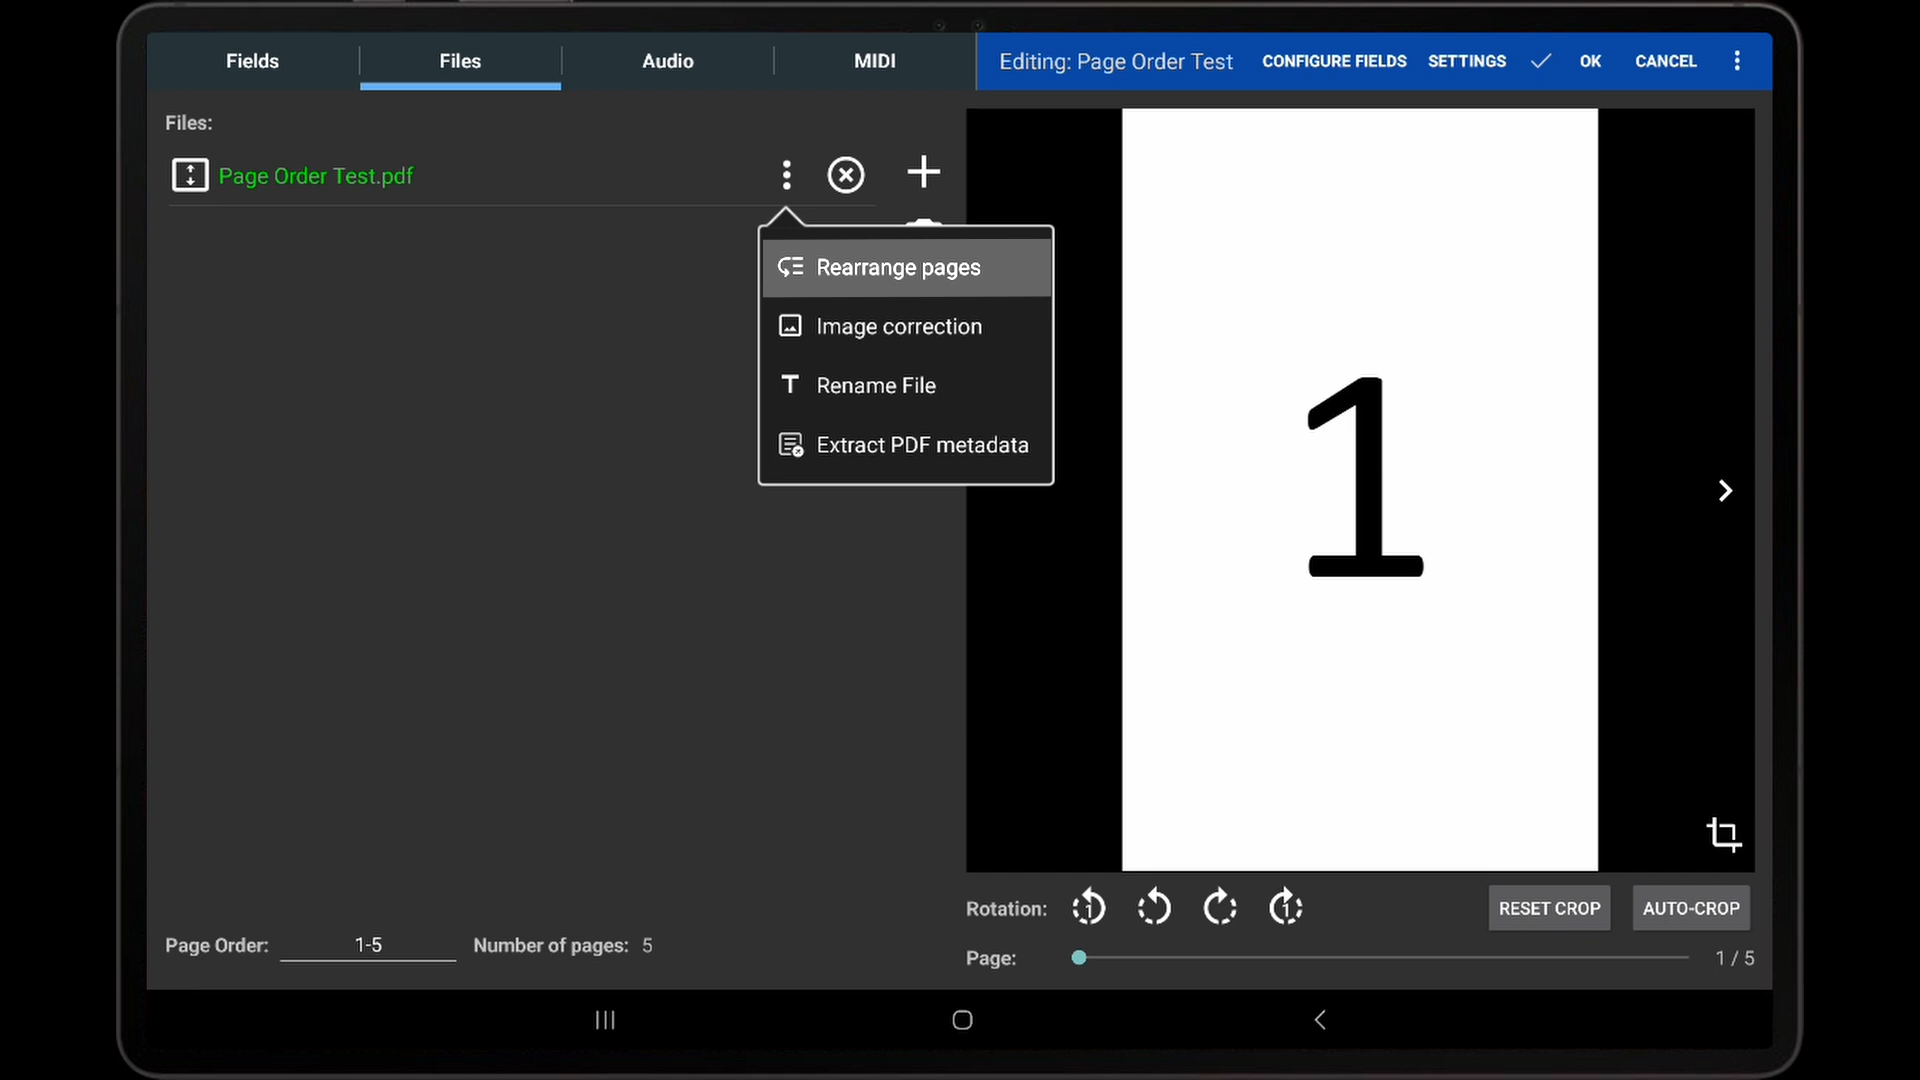 Fields Files Audio MIDI Editing: Page Order Test CONFIGURE FIELDS SETTINGS OK CANCEL
Files:
Page Order Test.pdf
Rearrange pages
Image correction
Rename File
Extract PDF metadata
1
Rotation: 1 1 RESET CROP AUTO-CROP
Page Order: 1-5 Number of pages: 5
Page: 1 / 5